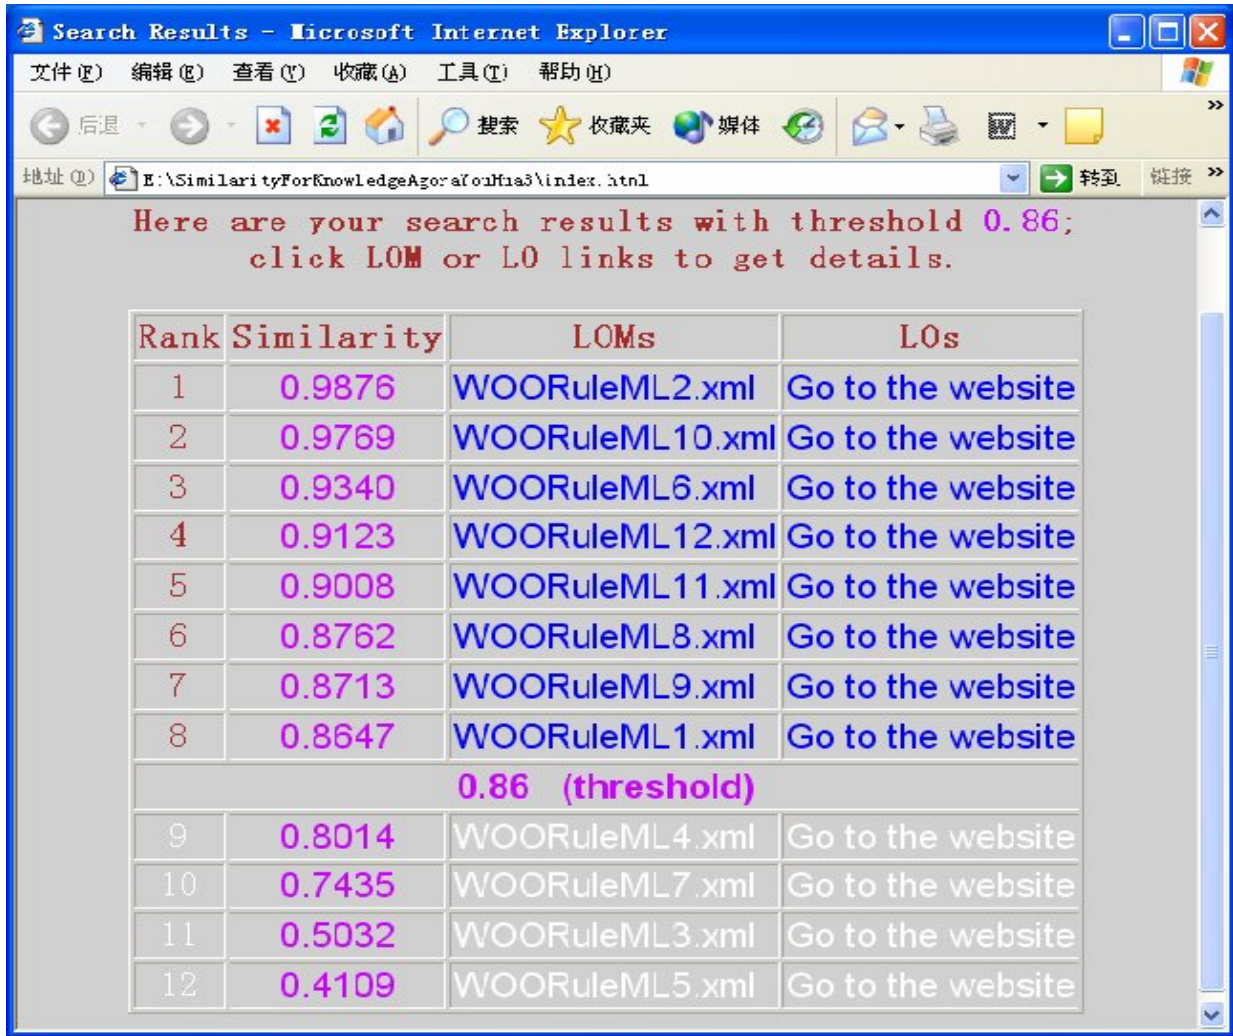 Search Results - Microsoft Internet Explorer
文件(F) 编辑(E) 查看(V) 收藏(A) 工具(T) 帮助(H)
后退 搜索 收藏夹 媒体 »
地址(D) E:\SimilarityForKnowledgeAgoraYouHua3\index.html 转到 链接 »
Here are your search results with threshold 0.86;
click LOM or LO links to get details.
Rank Similarity LOMs LOs
1 0.9876 WOORuleML2.xml Go to the website
2 0.9769 WOORuleML10.xml Go to the website
3 0.9340 WOORuleML6.xml Go to the website
4 0.9123 WOORuleML12.xml Go to the website
5 0.9008 WOORuleML11.xml Go to the website
6 0.8762 WOORuleML8.xml Go to the website
7 0.8713 WOORuleML9.xml Go to the website
8 0.8647 WOORuleML1.xml Go to the website
0.86 (threshold)
9 0.8014 WOORuleML4.xml Go to the website
10 0.7435 WOORuleML7.xml Go to the website
11 0.5032 WOORuleML3.xml Go to the website
12 0.4109 WOORuleML5.xml Go to the website